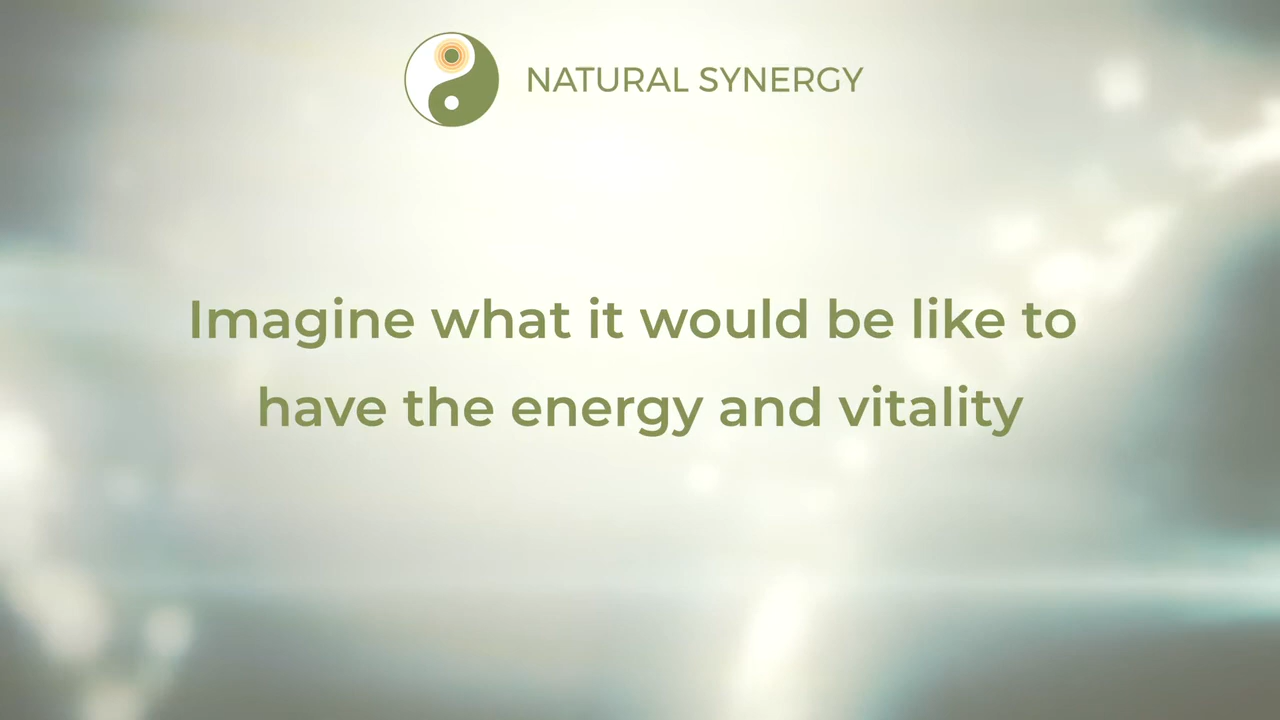 NATURAL SYNERGY
Imagine what it would be like to
have the energy and vitality